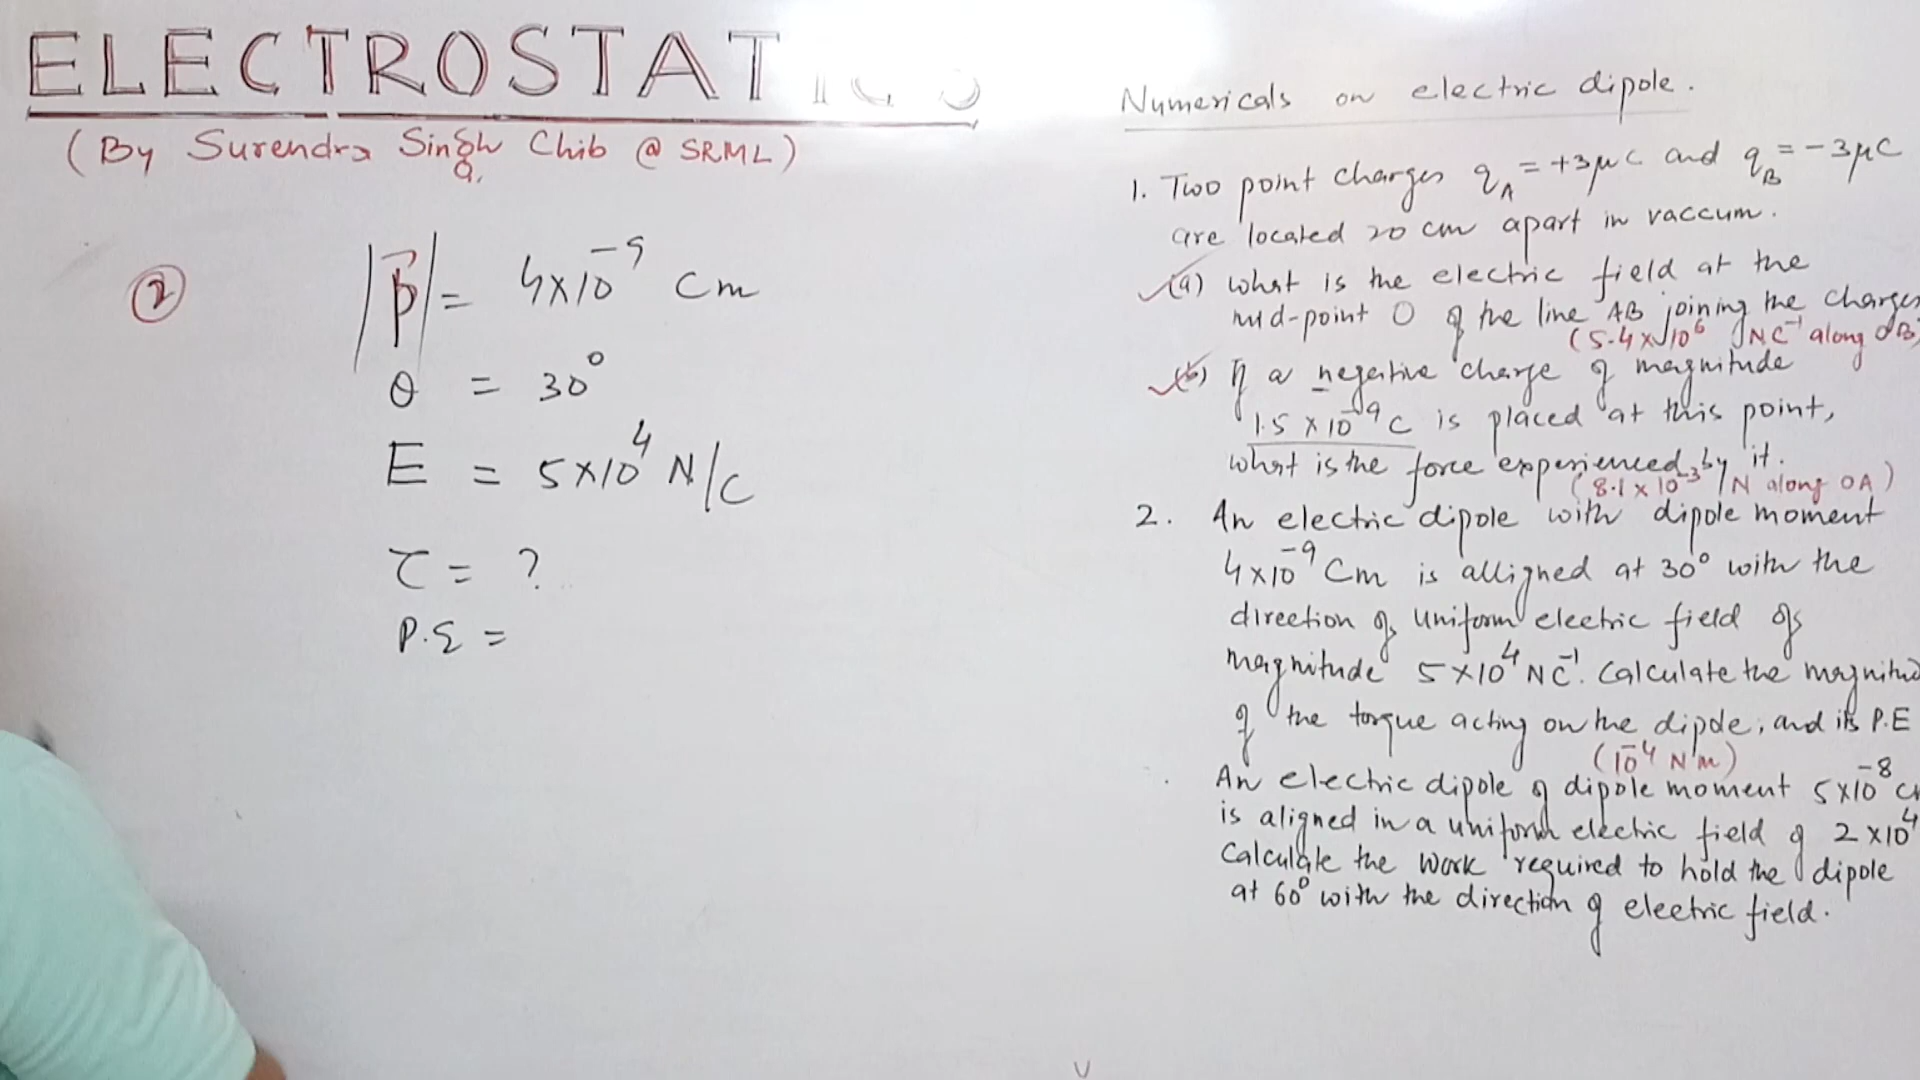 ELECTROSTATICS
(By Surendra Singh Chib @ SRML)
②
|p⃗| = 4×10⁻⁹ Cm
θ = 30°
E = 5×10⁴ N/C
τ = ?
P.E =
Numericals on electric dipole.
1. Two point charges q_A = +3μC and q_B = -3μC
are located 20 cm apart in vaccum.
(a) What is the electric field at the
mid-point O of the line AB joining the charges
(5.4×10⁶ NC⁻¹ along OB)
(b) If a negative charge of magnitude
1.5 × 10⁻⁹ C is placed at this point,
what is the force experienced by it.
(8.1 × 10⁻³ N along OA)
2. An electric dipole with dipole moment
4×10⁻⁹ Cm is alligned at 30° with the
direction of uniform electric field of
magnitude 5×10⁴ NC⁻¹. Calculate the magnitud
of the torque acting on the dipole, and its P.E
(10⁻⁴ Nm)
An electric dipole of dipole moment 5×10⁻⁸ C
is aligned in a uniform electric field of 2 ×10⁴
Calculate the work required to hold the dipole
at 60° with the direction of electric field.